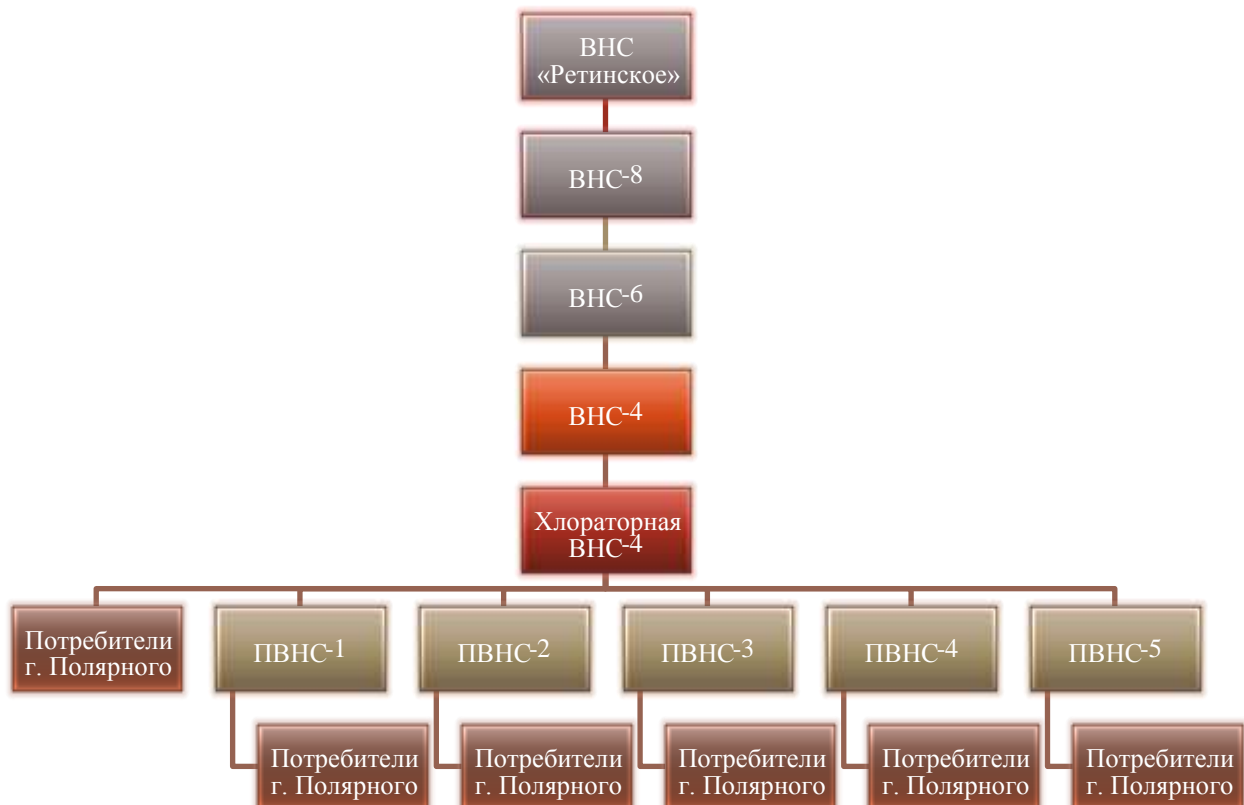 ВНС
«Ретинское»
ВНС-8
ВНС-6
ВНС-4
Хлораторная
ВНС-4
Потребители
г. Полярного
ПВНС-1
ПВНС-2
ПВНС-3
ПВНС-4
ПВНС-5
Потребители
г. Полярного
Потребители
г. Полярного
Потребители
г. Полярного
Потребители
г. Полярного
Потребители
г. Полярного